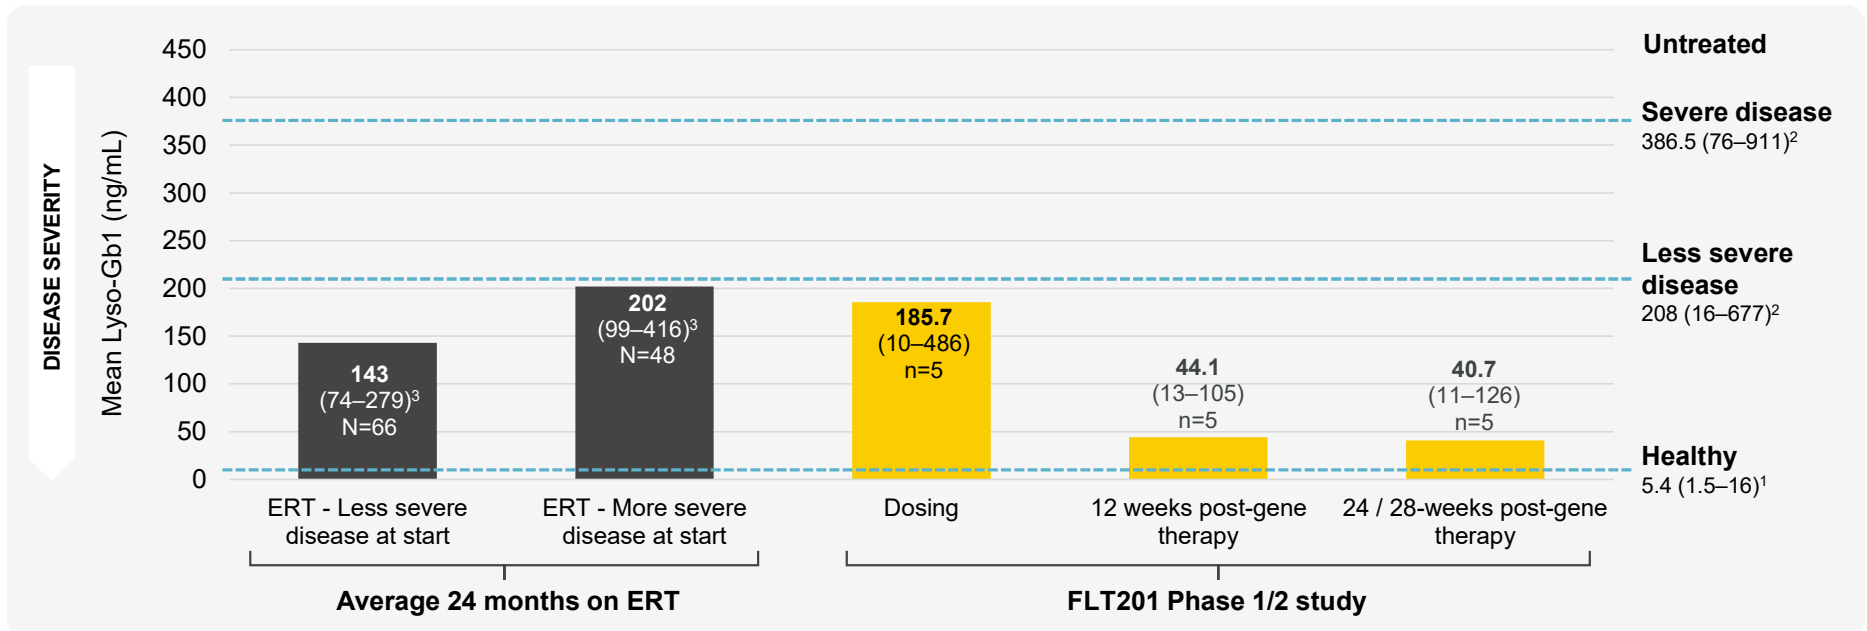 DISEASE SEVERITY
Mean Lyso-Gb1 (ng/mL)
450
400
350
300
250
200
150
100
50
0
Untreated
Severe disease
386.5 (76–911)²
Less severe
disease
208 (16–677)²
Healthy
5.4 (1.5–16)¹
143
(74–279)³
N=66
202
(99–416)³
N=48
185.7
(10–486)
n=5
44.1
(13–105)
n=5
40.7
(11–126)
n=5
ERT - Less severe
disease at start
ERT - More severe
disease at start
Dosing
12 weeks post-gene
therapy
24 / 28-weeks post-gene
therapy
Average 24 months on ERT
FLT201 Phase 1/2 study